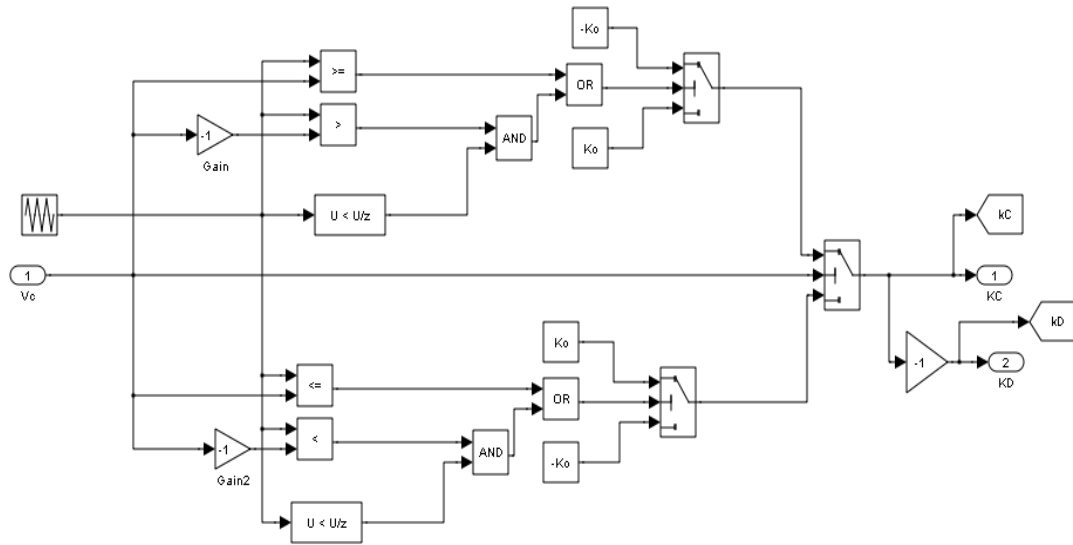 -Ko
>=
OR
>
-1
AND
Ko
Gain
U < U/z
kC
1
Vc
1
KC
kD
Ko
-1
2
KD
<=
OR
<
-1
AND
-Ko
Gain2
U < U/z